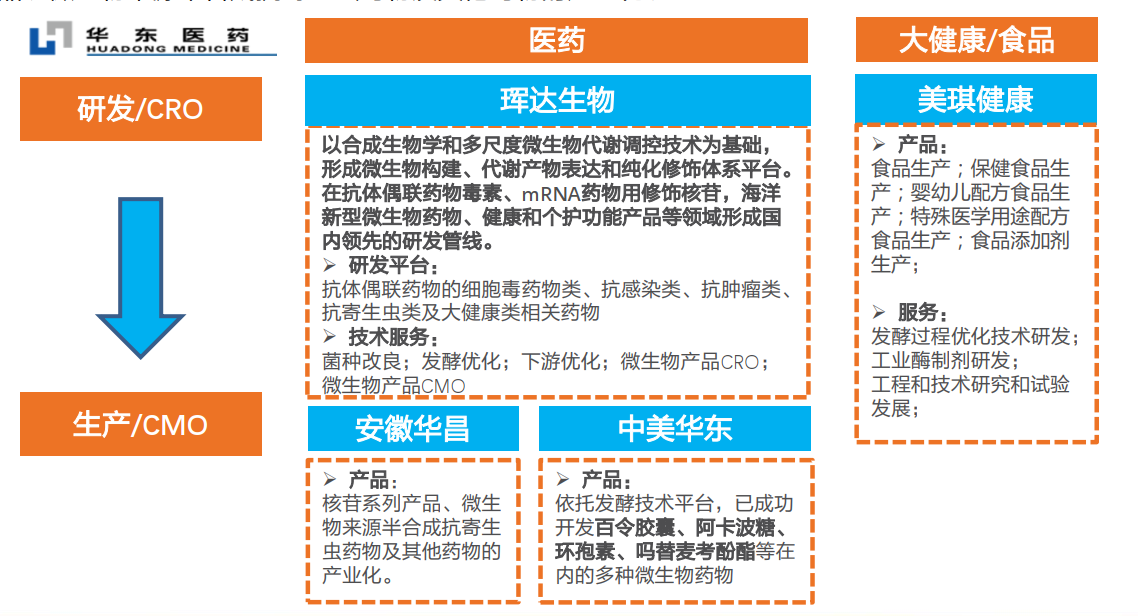 华东医药
HUADONG MEDICINE
医药
大健康/食品
研发/CRO
珲达生物
以合成生物学和多尺度微生物代谢调控技术为基础，
形成微生物构建、代谢产物表达和纯化修饰体系平台。
在抗体偶联药物毒素、mRNA药物用修饰核苷，海洋
新型微生物药物、健康和个护功能产品等领域形成国
内领先的研发管线。
➢ 研发平台：
抗体偶联药物的细胞毒药物类、抗感染类、抗肿瘤类、
抗寄生虫类及大健康类相关药物
➢ 技术服务：
菌种改良；发酵优化；下游优化；微生物产品CRO；
微生物产品CMO
美琪健康
➢ 产品：
食品生产；保健食品生
产；婴幼儿配方食品生
产；特殊医学用途配方
食品生产；食品添加剂
生产；
➢ 服务：
发酵过程优化技术研发；
工业酶制剂研发；
工程和技术研究和试验
发展；
生产/CMO
安徽华昌
➢ 产品：
核苷系列产品、微生
物来源半合成抗寄生
虫药物及其他药物的
产业化。
中美华东
➢ 产品：
依托发酵技术平台，已成功
开发百令胶囊、阿卡波糖、
环孢素、吗替麦考酚酯等在
内的多种微生物药物